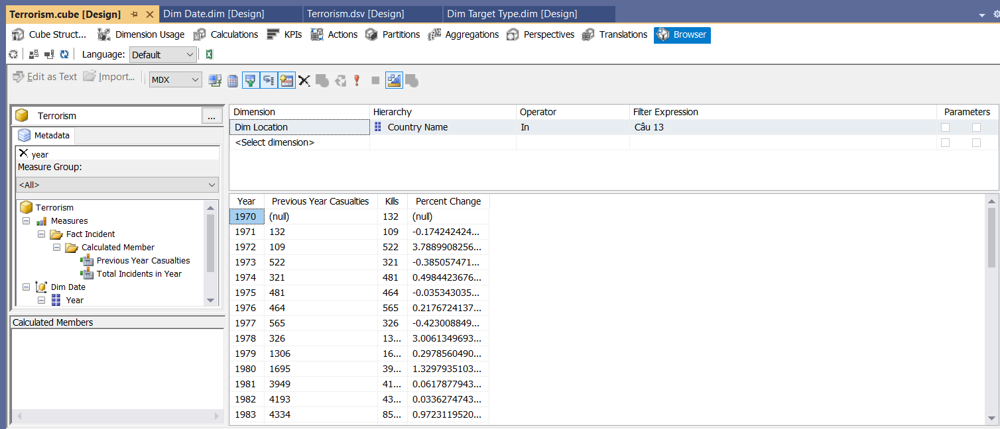 Terrorism.cube [Design] Dim Date.dim [Design] Terrorism.dsv [Design] Dim Target Type.dim [Design]
Cube Struct... Dimension Usage Calculations KPIs Actions Partitions Aggregations Perspectives Translations Browser
Language: Default
Edit as Text Import... MDX
Terrorism ...
Metadata
year
Measure Group:
<All>
Terrorism
Measures
Fact Incident
Calculated Member
Previous Year Casualties
Total Incidents in Year
Dim Date
Year
Calculated Members
Dimension Hierarchy Operator Filter Expression Parameters
Dim Location Country Name In Câu 13
<Select dimension>
Year Previous Year Casualties Kills Percent Change
1970 (null) 132 (null)
1971 132 109 -0.174242424...
1972 109 522 3.7889908256...
1973 522 321 -0.385057471...
1974 321 481 0.4984423676...
1975 481 464 -0.035343035...
1976 464 565 0.2176724137...
1977 565 326 -0.423008849...
1978 326 13... 3.0061349693...
1979 1306 16... 0.2978560490...
1980 1695 39... 1.3297935103...
1981 3949 41... 0.0617877943...
1982 4193 43... 0.0336274743...
1983 4334 85... 0.9723119520...